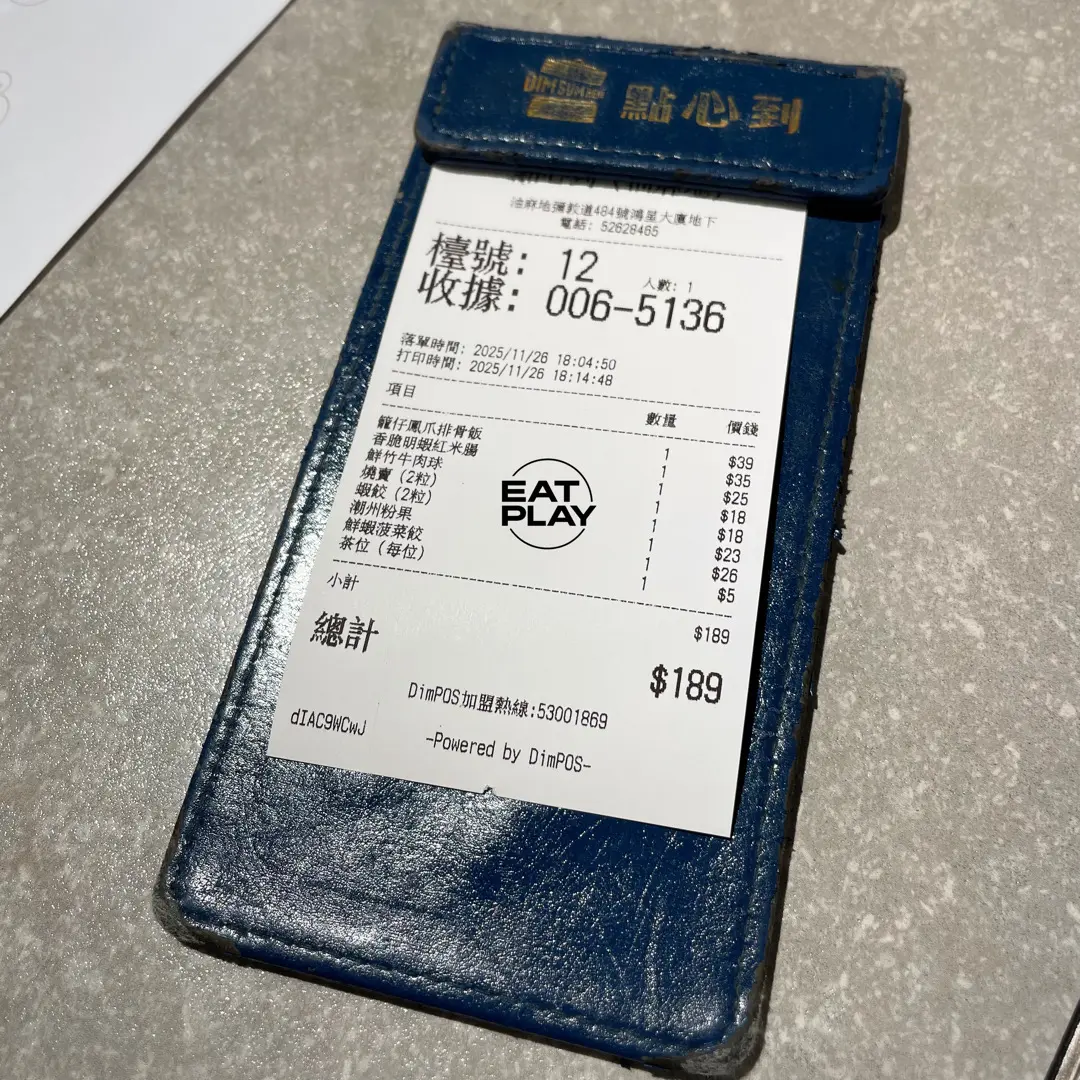 點心到
油麻地彌敦道484號鴻星大廈地下
電話: 52628465
檯號: 12 人數: 1
收據: 006-5136
落單時間: 2025/11/26 18:04:50
打印時間: 2025/11/26 18:14:48
項目 數量 價錢
籠仔鳳爪排骨飯 1 $39
香脆明蝦紅米腸 1 $35
鮮竹牛肉球 1 $25
燒賣 (2粒) 1 $18
蝦餃 (2粒) 1 $18
潮州粉果 1 $23
鮮蝦菠菜餃 1 $26
茶位 (每位) 1 $5
EAT
PLAY
小計 $189
總計 $189
DimPOS加盟熱線:53001869
dIAC9WCwJ
-Powered by DimPOS-